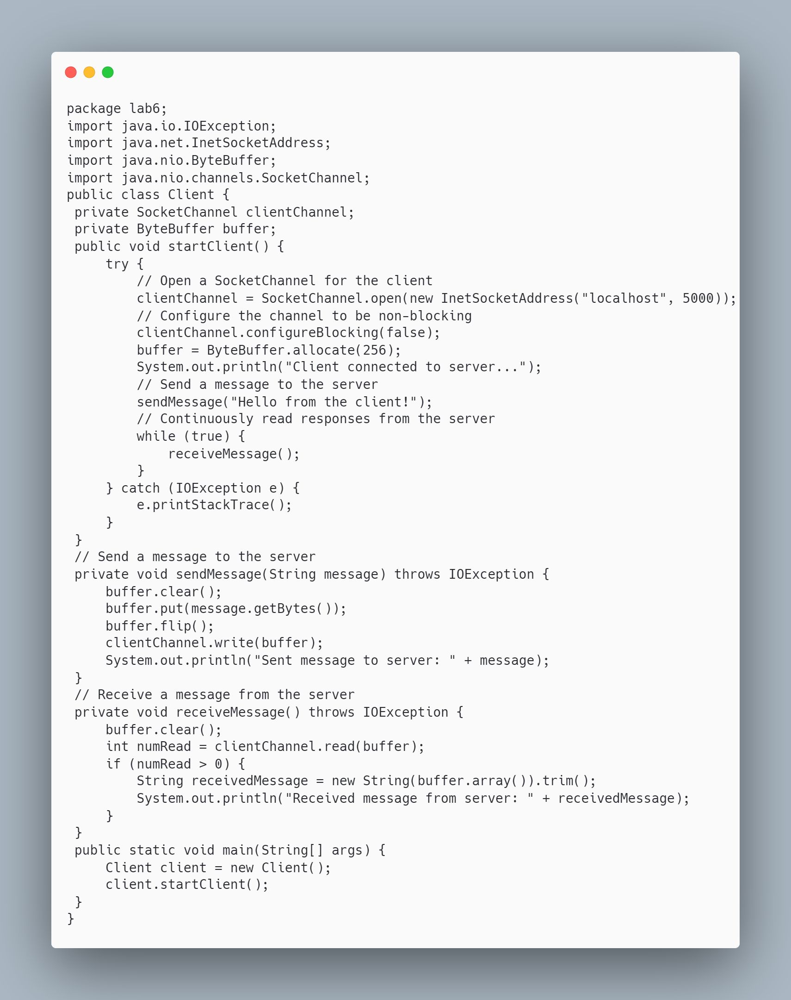 package lab6;
import java.io.IOException;
import java.net.InetSocketAddress;
import java.nio.ByteBuffer;
import java.nio.channels.SocketChannel;
public class Client {
 private SocketChannel clientChannel;
 private ByteBuffer buffer;
 public void startClient() {
     try {
         // Open a SocketChannel for the client
         clientChannel = SocketChannel.open(new InetSocketAddress("localhost", 5000));
         // Configure the channel to be non-blocking
         clientChannel.configureBlocking(false);
         buffer = ByteBuffer.allocate(256);
         System.out.println("Client connected to server...");
         // Send a message to the server
         sendMessage("Hello from the client!");
         // Continuously read responses from the server
         while (true) {
             receiveMessage();
         }
     } catch (IOException e) {
         e.printStackTrace();
     }
 }
 // Send a message to the server
 private void sendMessage(String message) throws IOException {
     buffer.clear();
     buffer.put(message.getBytes());
     buffer.flip();
     clientChannel.write(buffer);
     System.out.println("Sent message to server: " + message);
 }
 // Receive a message from the server
 private void receiveMessage() throws IOException {
     buffer.clear();
     int numRead = clientChannel.read(buffer);
     if (numRead > 0) {
         String receivedMessage = new String(buffer.array()).trim();
         System.out.println("Received message from server: " + receivedMessage);
     }
 }
 public static void main(String[] args) {
     Client client = new Client();
     client.startClient();
 }
}